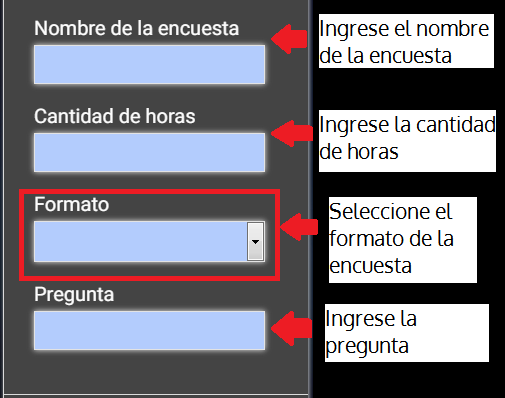 Nombre de la encuesta
Ingrese el nombre
de la encuesta
Cantidad de horas
Ingrese la cantidad
de horas
Formato
Seleccione el
formato de la
encuesta
Pregunta
Ingrese la
pregunta